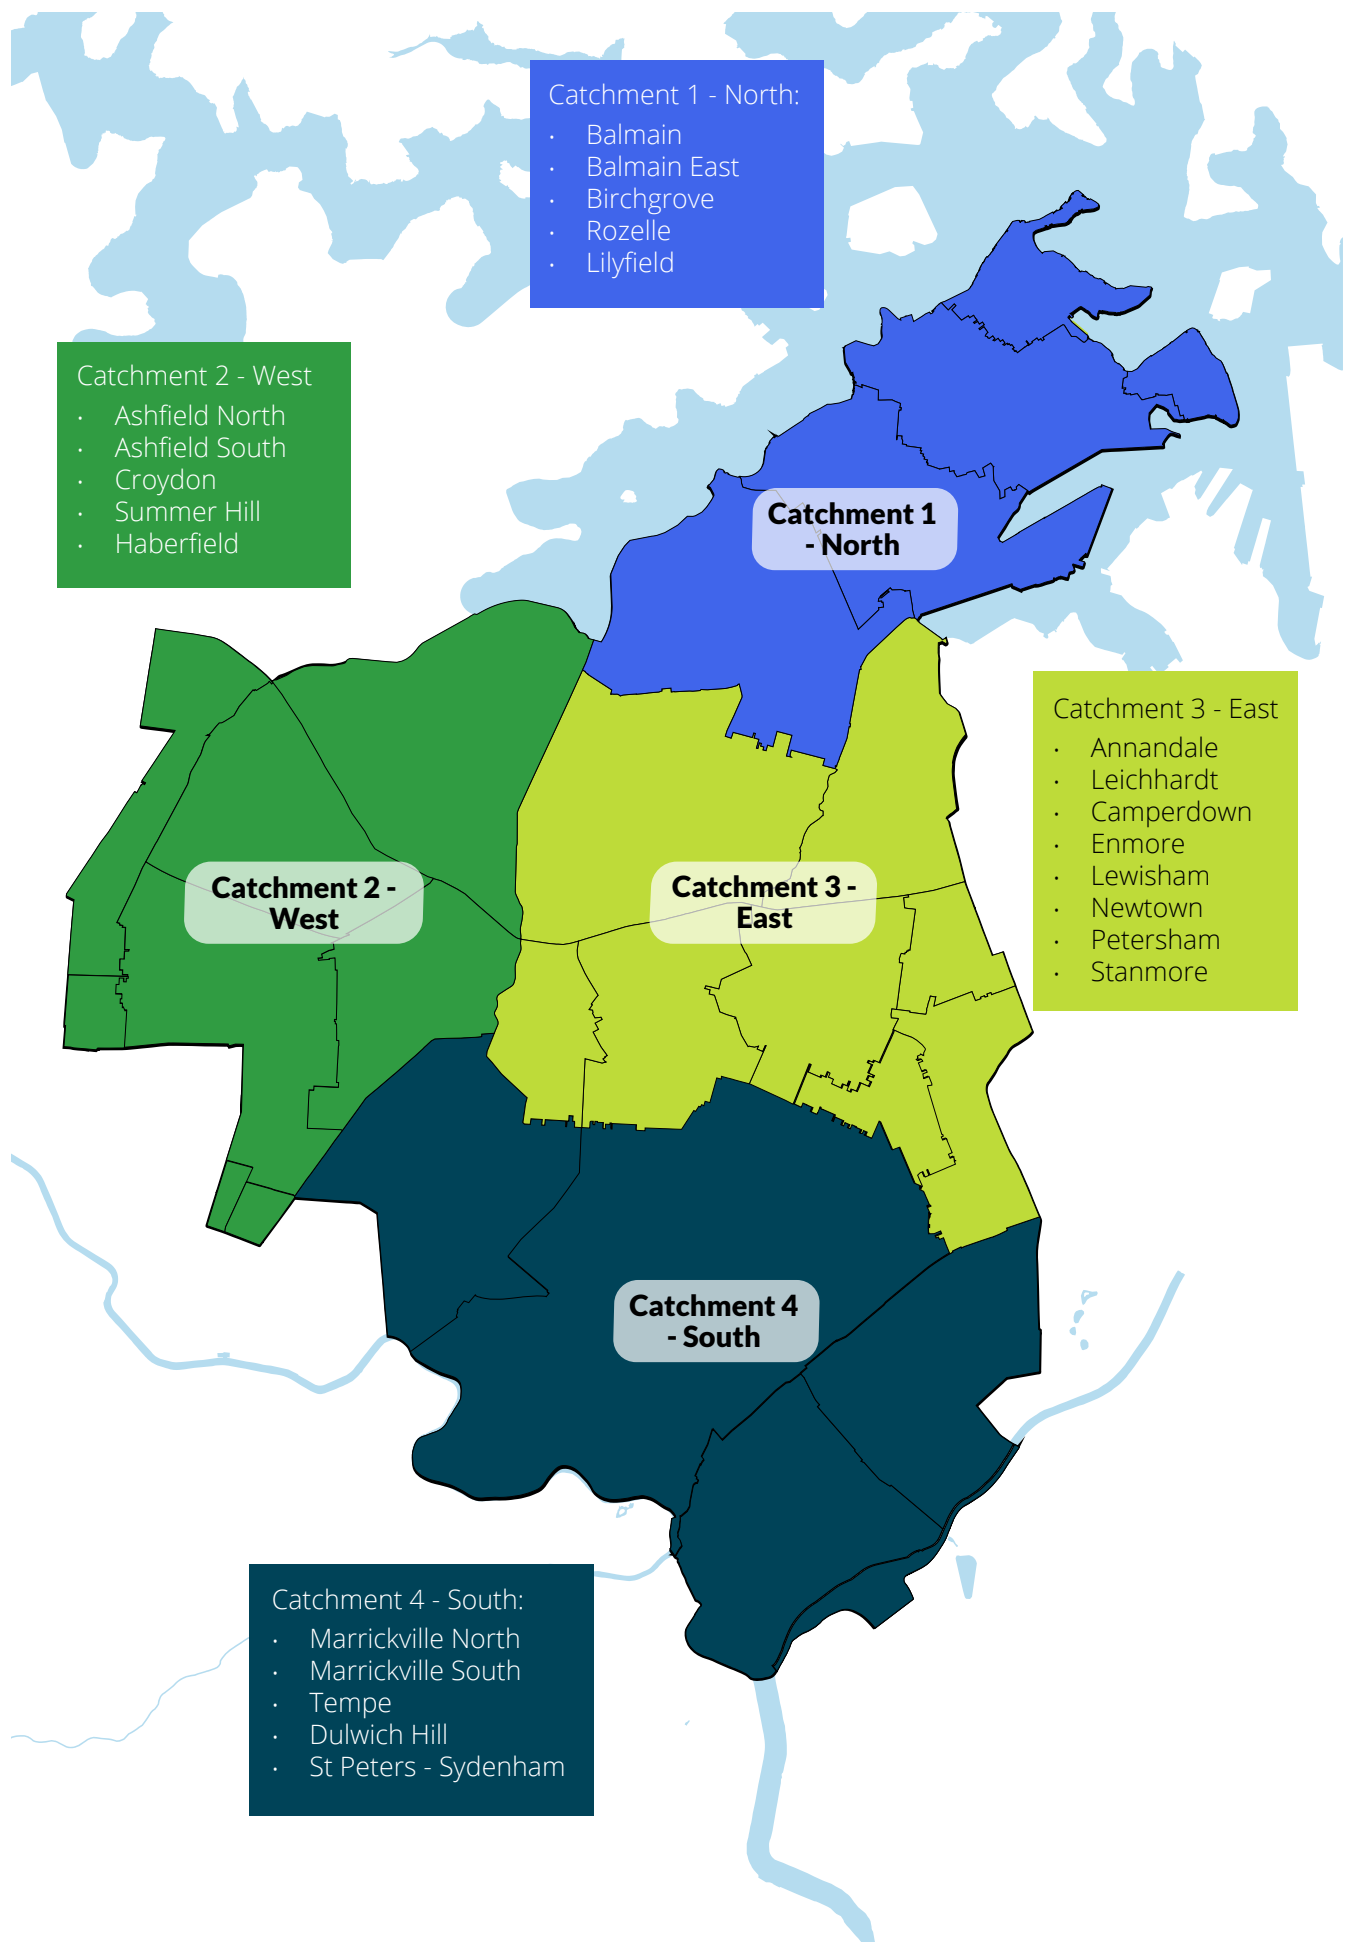 Catchment 1 - North:
· Balmain
· Balmain East
· Birchgrove
· Rozelle
· Lilyfield
Catchment 2 - West
· Ashfield North
· Ashfield South
· Croydon
· Summer Hill
· Haberfield
Catchment 1
- North
Catchment 3 - East
· Annandale
· Leichhardt
· Camperdown
· Enmore
· Lewisham
· Newtown
· Petersham
· Stanmore
Catchment 2 -
West
Catchment 3 -
East
Catchment 4
- South
Catchment 4 - South:
· Marrickville North
· Marrickville South
· Tempe
· Dulwich Hill
· St Peters - Sydenham